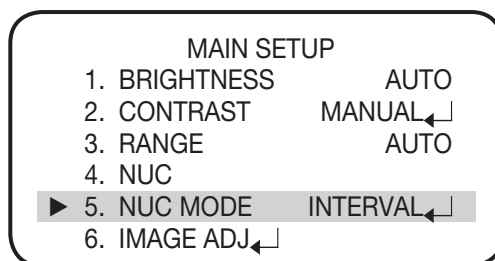 MAIN SETUP
1. BRIGHTNESS AUTO
2. CONTRAST MANUAL↵
3. RANGE AUTO
4. NUC
▶ 5. NUC MODE INTERVAL↵
6. IMAGE ADJ↵